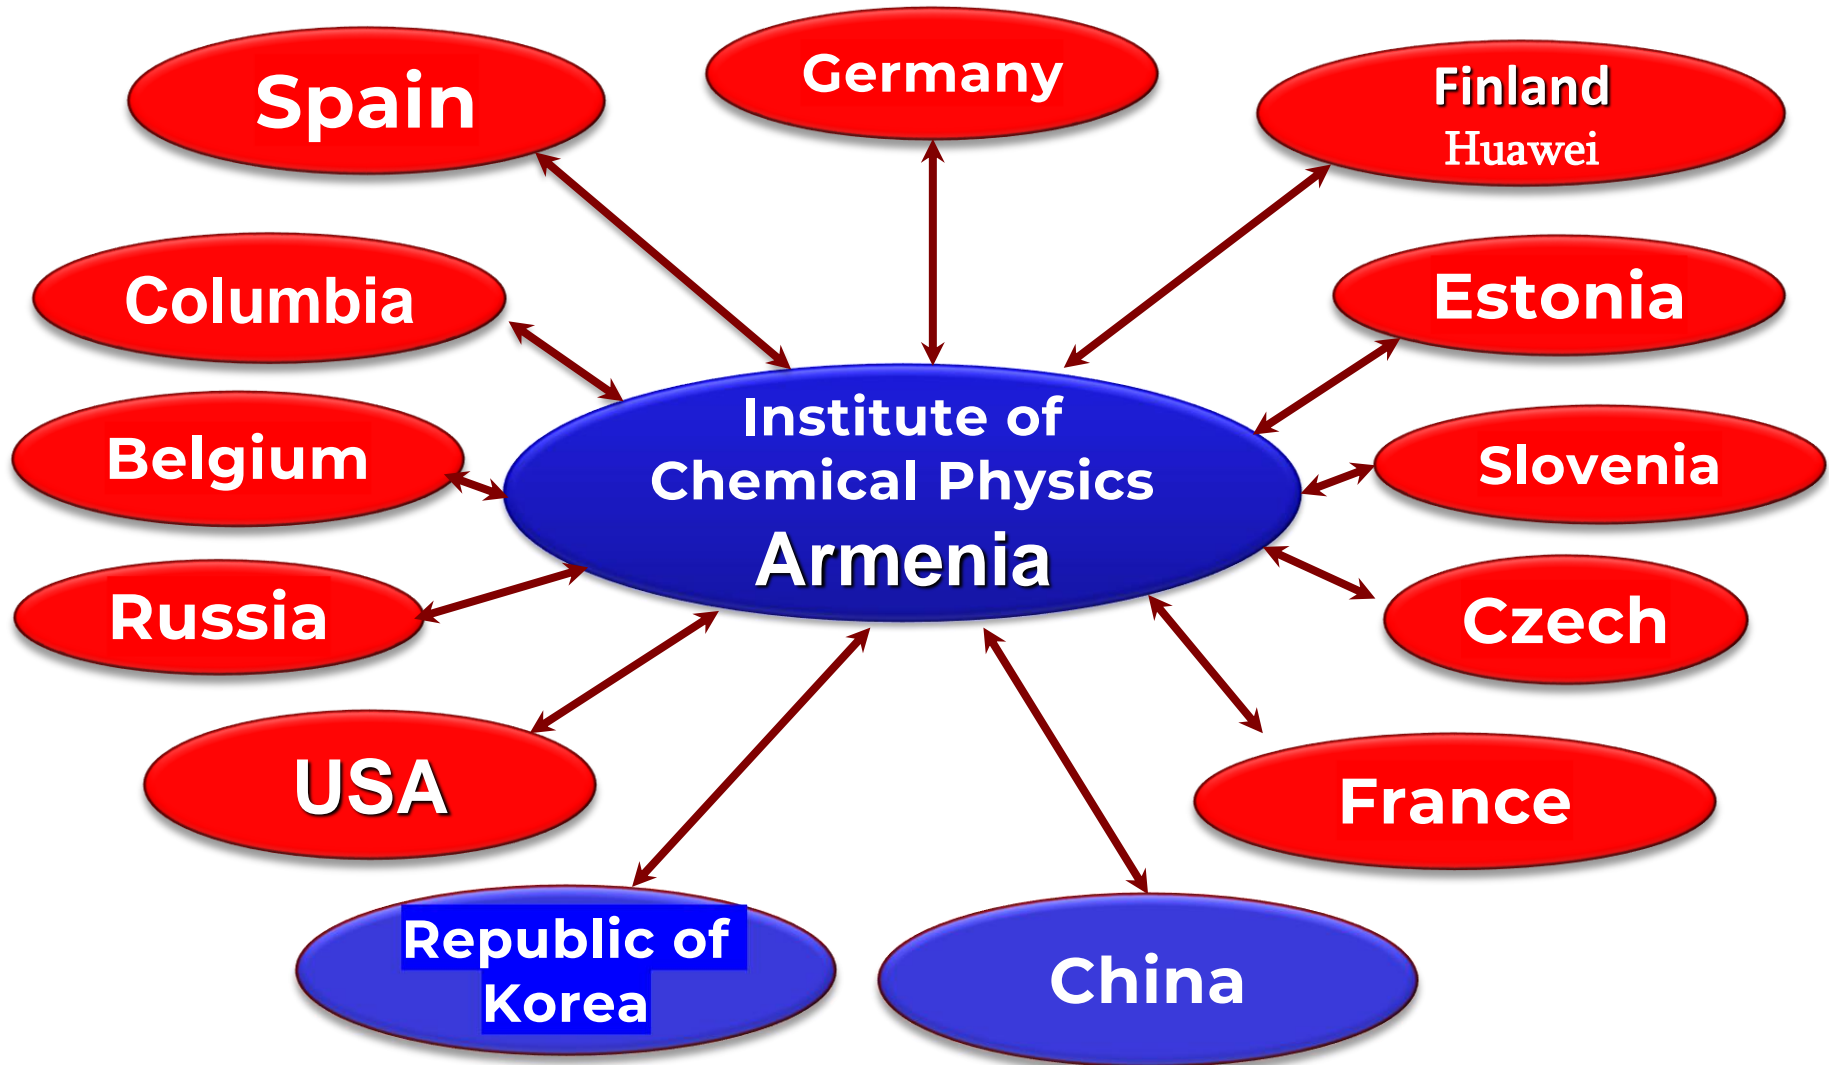 Spain
Germany
Finland
Huawei
Columbia
Estonia
Institute of
Chemical Physics
Armenia
Belgium
Slovenia
Russia
Czech
USA
France
Republic of
Korea
China